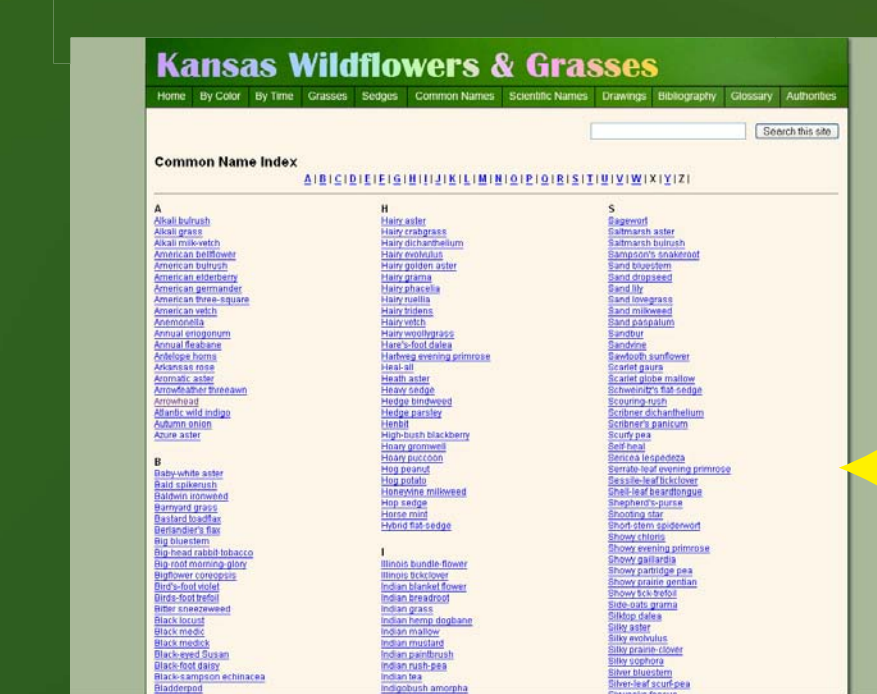 Kansas Wildflowers & Grasses
Home By Color By Time Grasses Sedges Common Names Scientific Names Drawings Bibliography Glossary Authorities
Search this site
Common Name Index
A | B | C | D | E | F | G | H | I | J | K | L | M | N | O | P | Q | R | S | T | U | V | W | X | Y | Z |
A
Alkali bulrush
Alkali grass
Alkali milk-vetch
American bellflower
American bulrush
American elderberry
American germander
American three-square
American vetch
Anemonella
Annual eriogonum
Annual fleabane
Antelope horns
Arkansas rose
Aromatic aster
Arrowfeather threeawn
Arrowhead
Atlantic wild indigo
Autumn onion
Azure aster
B
Baby-white aster
Bald spikerush
Baldwin ironweed
Barnyard grass
Bastard toadflax
Berlandier's flax
Big bluestem
Big-head rabbit-tobacco
Big-root morning-glory
Bigflower coreopsis
Bird's-foot violet
Birds-foot trefoil
Bitter sneezeweed
Black locust
Black medic
Black medick
Black-eyed Susan
Black-foot daisy
Black-sampson echinacea
Bladderpod
H
Hairy aster
Hairy crabgrass
Hairy dichanthelium
Hairy evolvulus
Hairy golden aster
Hairy grama
Hairy phacelia
Hairy ruellia
Hairy tridens
Hairy vetch
Hairy woollygrass
Hare's-foot dalea
Hartweg evening primrose
Heal-all
Heath aster
Heavy sedge
Hedge bindweed
Hedge parsley
Henbit
High-bush blackberry
Hoary gromwell
Hoary puccoon
Hog peanut
Hog potato
Honeyvine milkweed
Hop sedge
Horse mint
Hybrid flat-sedge
I
Illinois bundle-flower
Illinois tickclover
Indian blanket flower
Indian breadroot
Indian grass
Indian hemp dogbane
Indian mallow
Indian mustard
Indian paintbrush
Indian rush-pea
Indian tea
Indigobush amorpha
S
Sagewort
Saltmarsh aster
Saltmarsh bulrush
Sampson's snakeroot
Sand bluestem
Sand dropseed
Sand lily
Sand lovegrass
Sand milkweed
Sand paspalum
Sandbur
Sandvine
Sawtooth sunflower
Scarlet gaura
Scarlet globe mallow
Schweinitz's flat-sedge
Scouring-rush
Scribner dichanthelium
Scribner's panicum
Scurfy pea
Self-heal
Sericea lespedeza
Serrate-leaf evening primrose
Sessile-leaf tickclover
Shell-leaf beardtongue
Shepherd's-purse
Shooting star
Short-stem spiderwort
Showy chloris
Showy evening primrose
Showy gaillardia
Showy partridge pea
Showy prairie gentian
Showy tick-trefoil
Side-oats grama
Silktop dalea
Silky aster
Silky evolvulus
Silky prairie-clover
Silky sophora
Silver bluestem
Silver-leaf scurf-pea